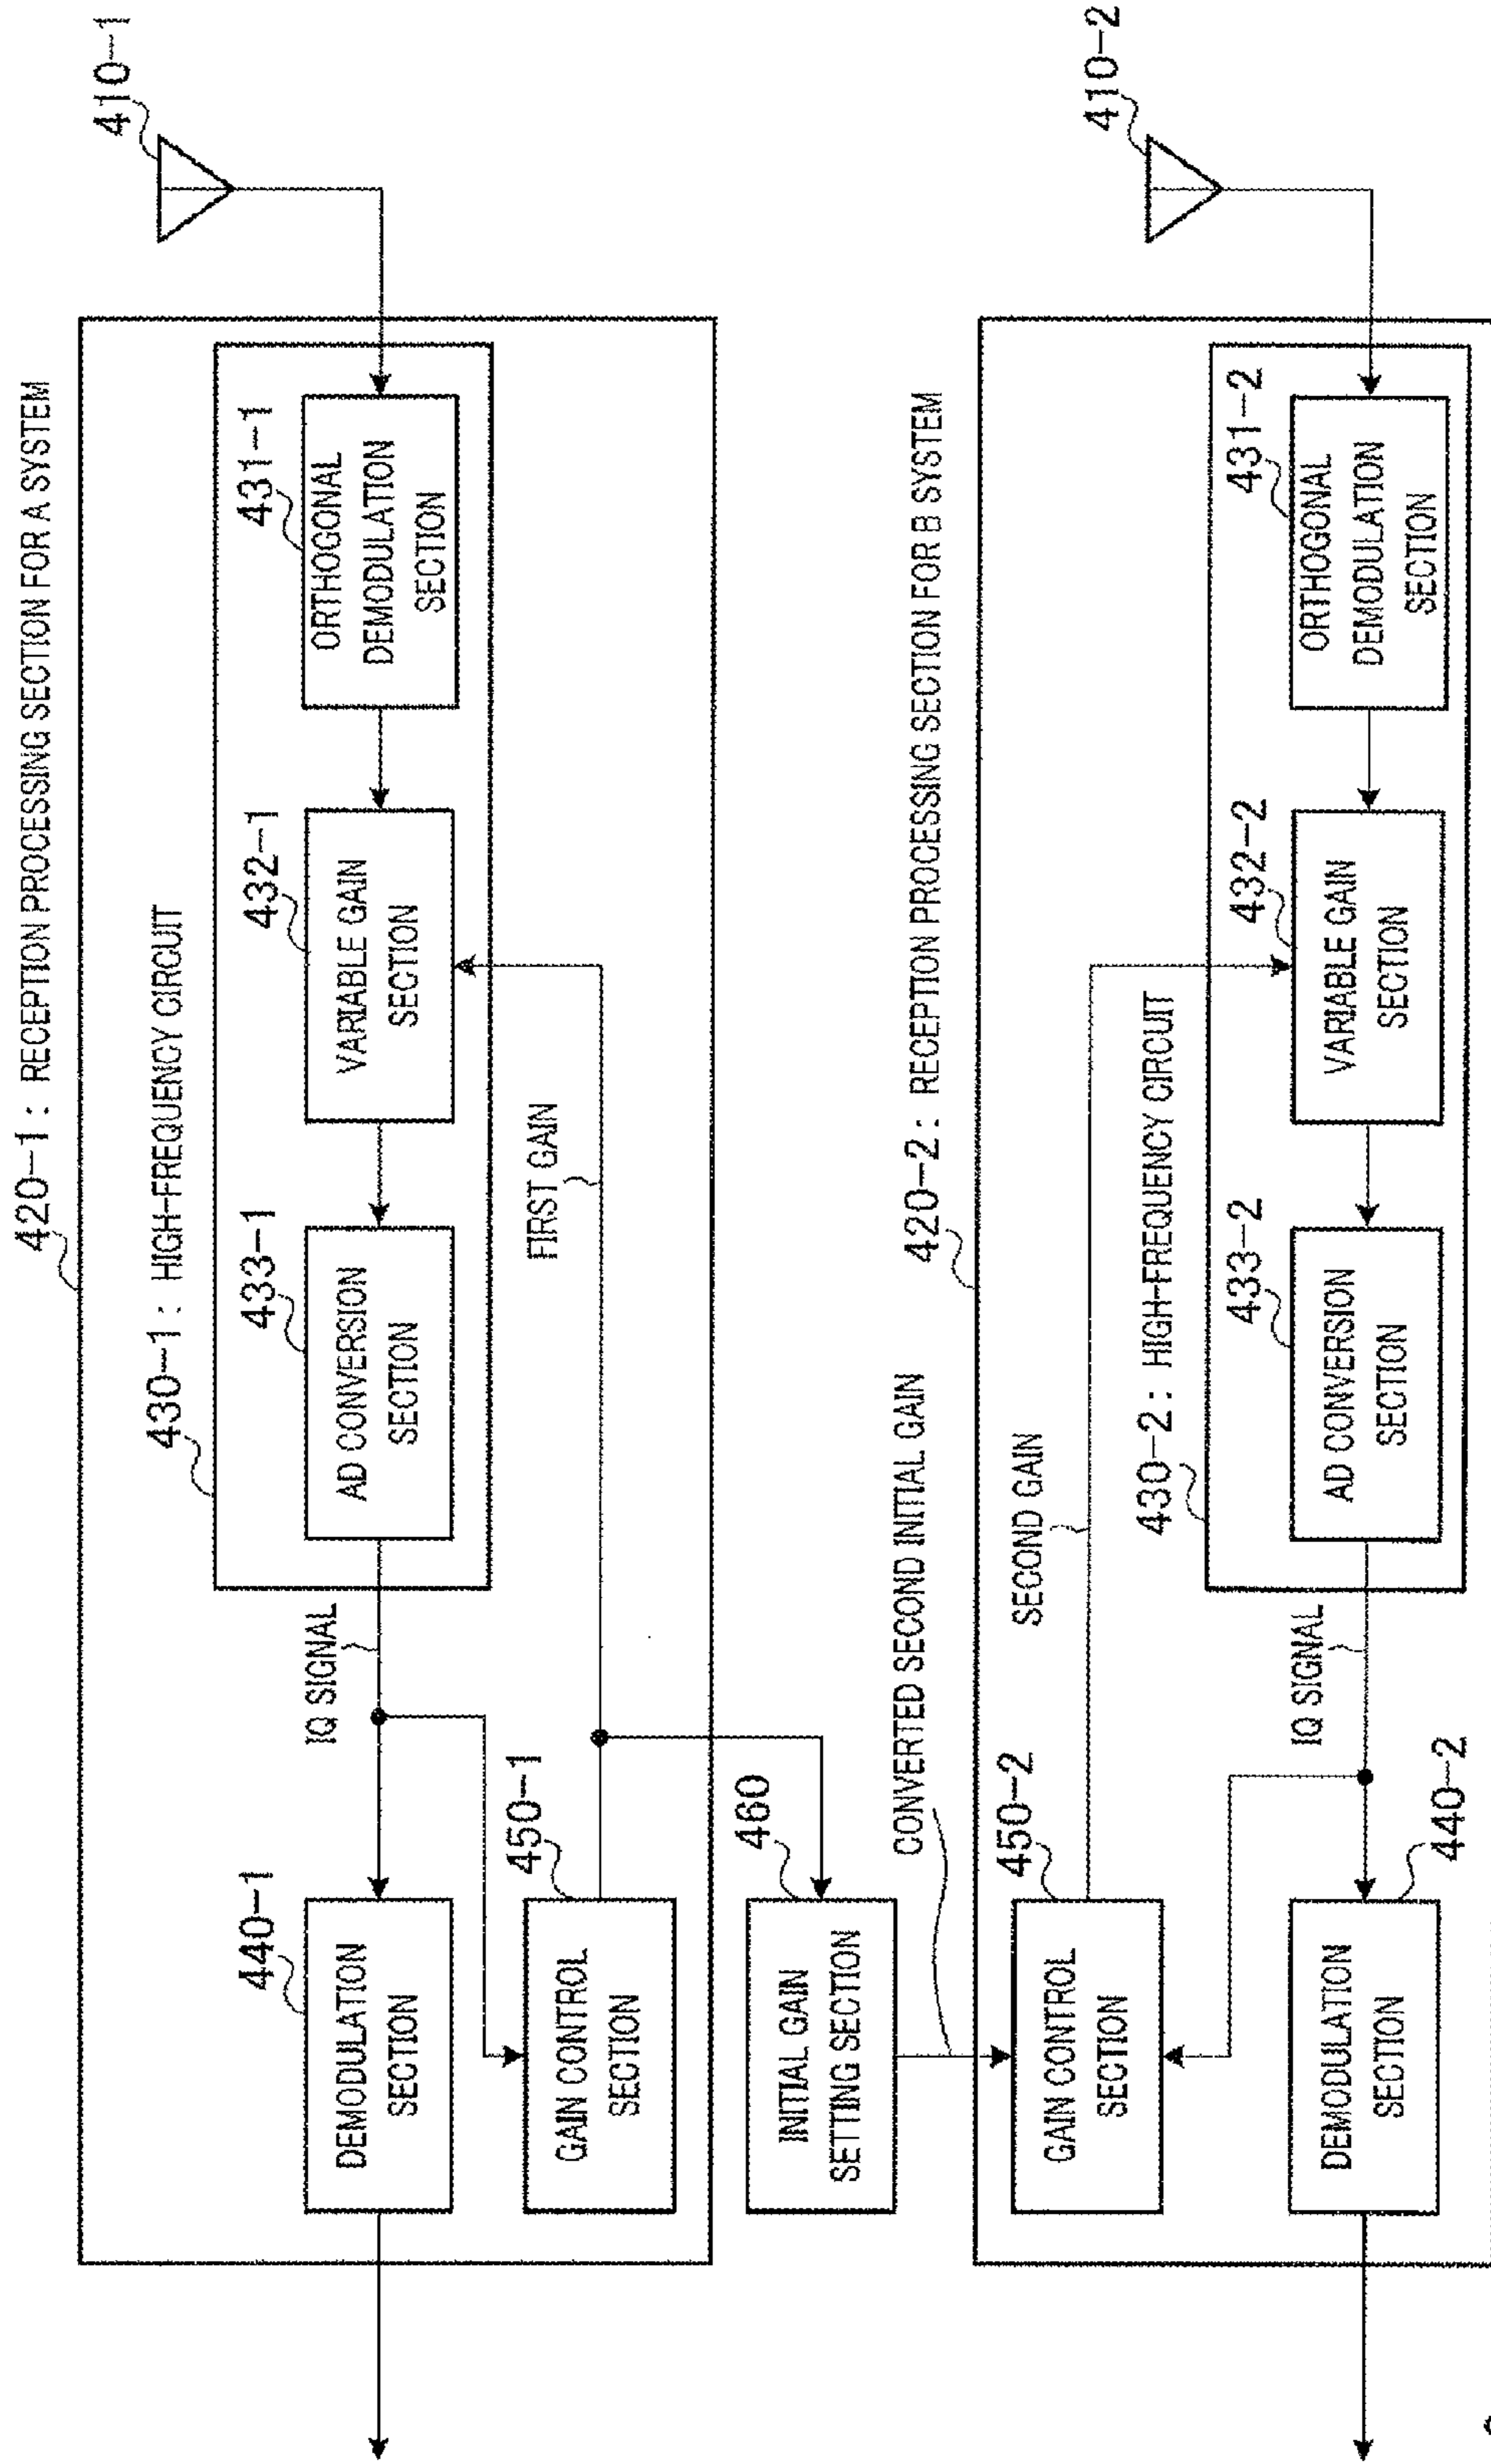 420-1 : RECEPTION PROCESSING SECTION FOR A SYSTEM
430-1 : HIGH-FREQUENCY CIRCUIT
410-1
440-1
DEMODULATION
SECTION
IQ SIGNAL
433-1
AD CONVERSION
SECTION
432-1
VARIABLE GAIN
SECTION
431-1
ORTHOGONAL
DEMODULATION
SECTION
450-1
GAIN CONTROL
SECTION
FIRST GAIN
460
INITIAL GAIN
SETTING SECTION
CONVERTED SECOND INITIAL GAIN
420-2 : RECEPTION PROCESSING SECTION FOR B SYSTEM
410-2
450-2
GAIN CONTROL
SECTION
SECOND GAIN
430-2 : HIGH-FREQUENCY CIRCUIT
IQ SIGNAL
433-2
AD CONVERSION
SECTION
432-2
VARIABLE GAIN
SECTION
431-2
ORTHOGONAL
DEMODULATION
SECTION
DEMODULATION
SECTION
440-2